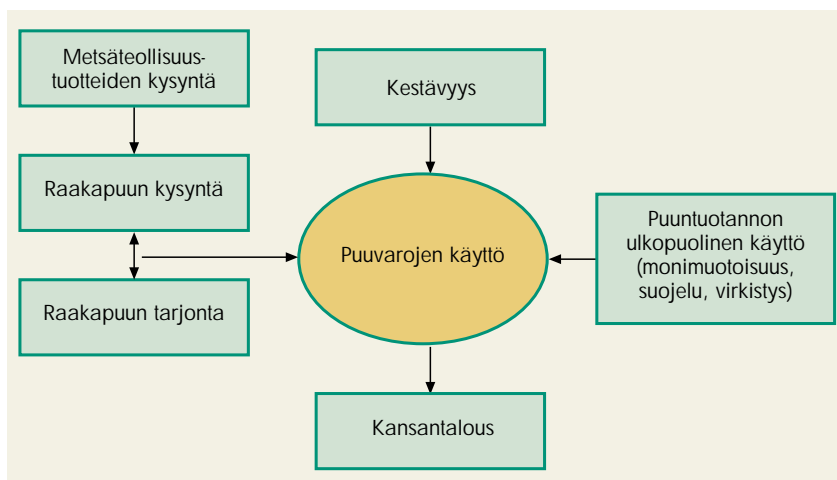 Metsäteollisuus-
tuotteiden kysyntä
Kestävyys
Raakapuun kysyntä
Puuvarojen käyttö
Puuntuotannon
ulkopuolinen käyttö
(monimuotoisuus,
suojelu, virkistys)
Raakapuun tarjonta
Kansantalous